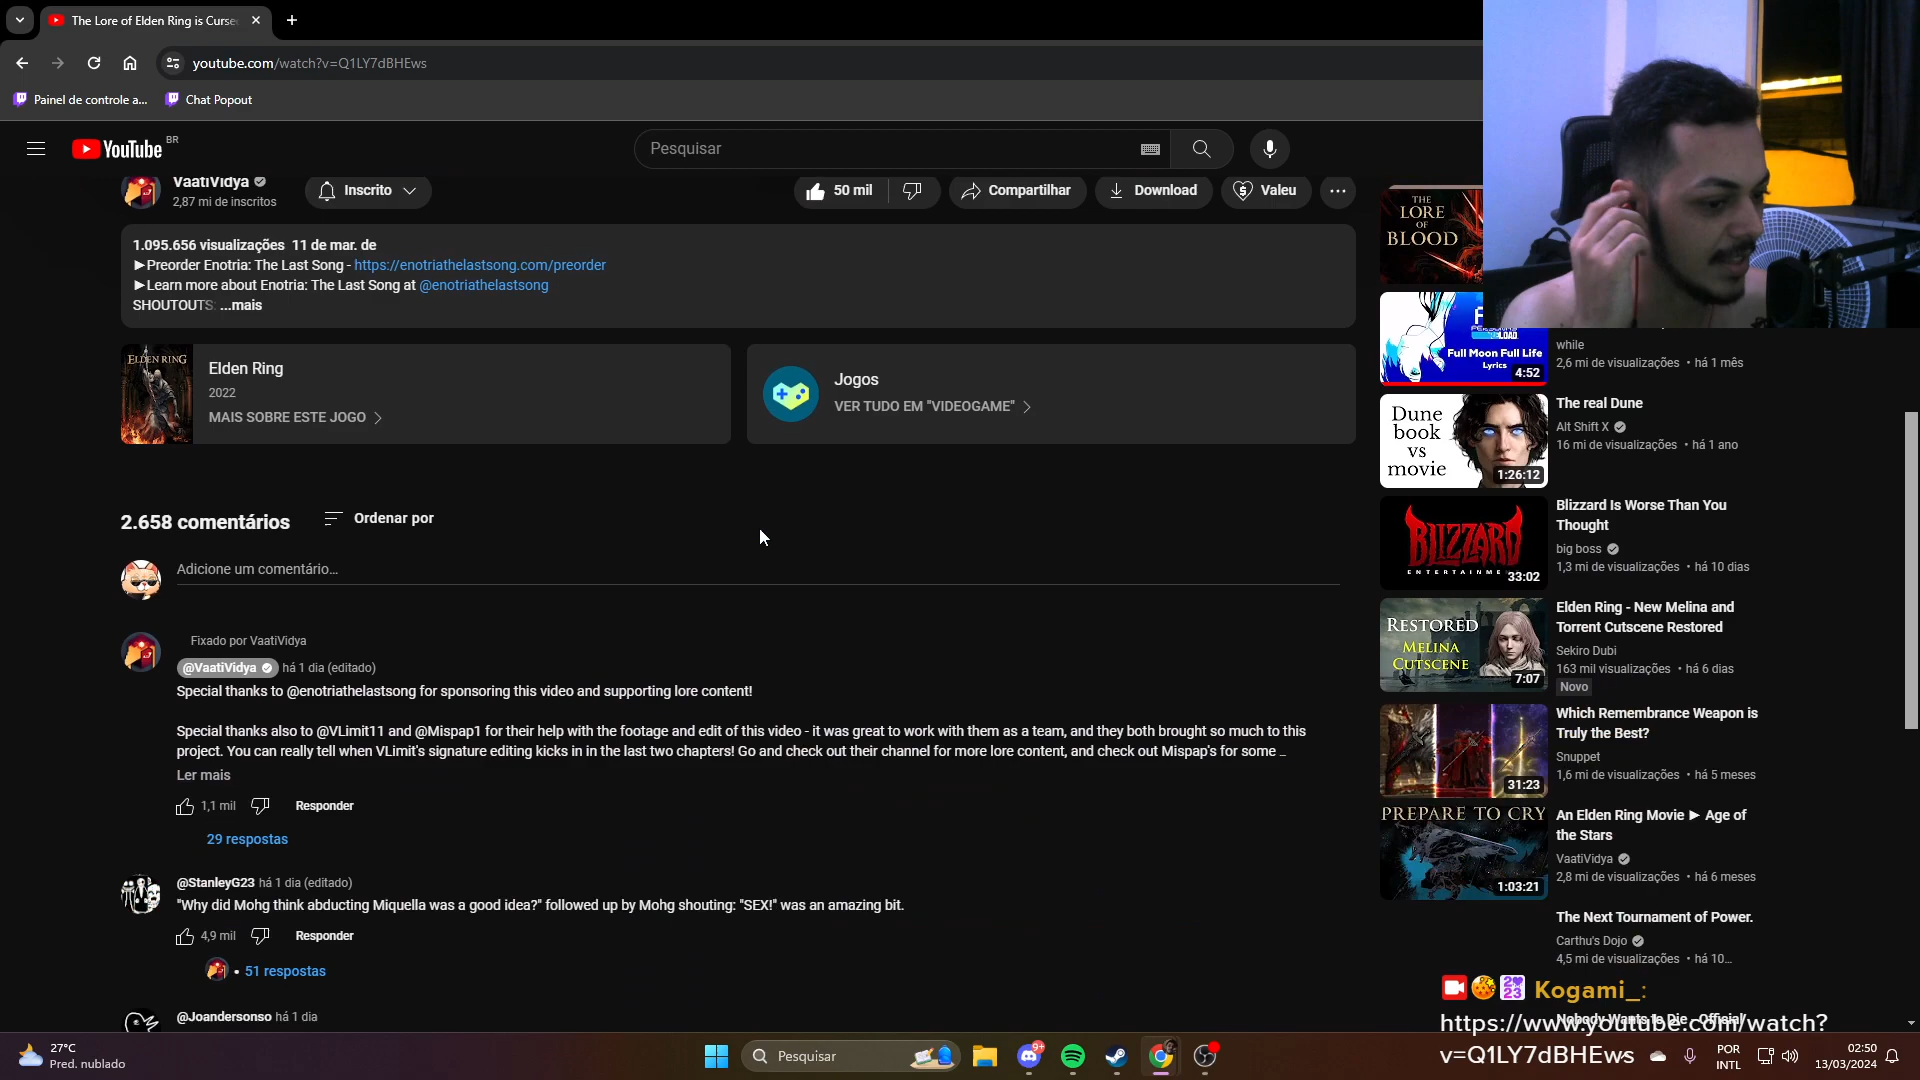 The Lore of Elden Ring is Curse
youtube.com/watch?v=Q1LY7dBHEws
Painel de controle a...
Chat Popout
YouTube BR
Pesquisar
VaatiVidya
2,87 mi de inscritos
Inscrito
50 mil
Compartilhar
Download
Valeu
1.095.656 visualizações 11 de mar. de
►Preorder Enotria: The Last Song - https://enotriathelastsong.com/preorder
►Learn more about Enotria: The Last Song at @enotriathelastsong
SHOUTOUTS: ...mais
ELDEN RING
Elden Ring
2022
MAIS SOBRE ESTE JOGO
Jogos
VER TUDO EM "VIDEOGAME"
2.658 comentários
Ordenar por
Adicione um comentário...
Fixado por VaatiVidya
@VaatiVidya há 1 dia (editado)
Special thanks to @enotriathelastsong for sponsoring this video and supporting lore content!
Special thanks also to @VLimit11 and @Mispap1 for their help with the footage and edit of this video - it was great to work with them as a team, and they both brought so much to this
project. You can really tell when VLimit's signature editing kicks in in the last two chapters! Go and check out their channel for more lore content, and check out Mispap's for some ...
Ler mais
1,1 mil
Responder
29 respostas
@StanleyG23 há 1 dia (editado)
"Why did Mohg think abducting Miquella was a good idea?" followed up by Mohg shouting: "SEX!" was an amazing bit.
4,9 mil
Responder
• 51 respostas
@Joandersonso há 1 dia
THE
LORE
OF
BLOOD
Full Moon Full Life
Lyrics
4:52
while
2,6 mi de visualizações • há 1 mês
Dune
book
vs
movie
1:26:12
The real Dune
Alt Shift X
16 mi de visualizações • há 1 ano
BLIZZARD
ENTERTAINME
33:02
Blizzard Is Worse Than You
Thought
big boss
1,3 mi de visualizações • há 10 dias
RESTORED
MELINA
CUTSCENE
7:07
Elden Ring - New Melina and
Torrent Cutscene Restored
Sekiro Dubi
163 mil visualizações • há 6 dias
Novo
31:23
Which Remembrance Weapon is
Truly the Best?
Snuppet
1,6 mi de visualizações • há 5 meses
PREPARE TO CRY
1:03:21
An Elden Ring Movie ► Age of
the Stars
VaatiVidya
2,8 mi de visualizações • há 6 meses
The Next Tournament of Power.
Carthu's Dojo
4,5 mi de visualizações • há 10...
Nobody Wants to Die - Official
2023
Kogami_:
https://www.youtube.com/watch?
v=Q1LY7dBHEws
27°C
Pred. nublado
Pesquisar
9+
POR
INTL
02:50
13/03/2024